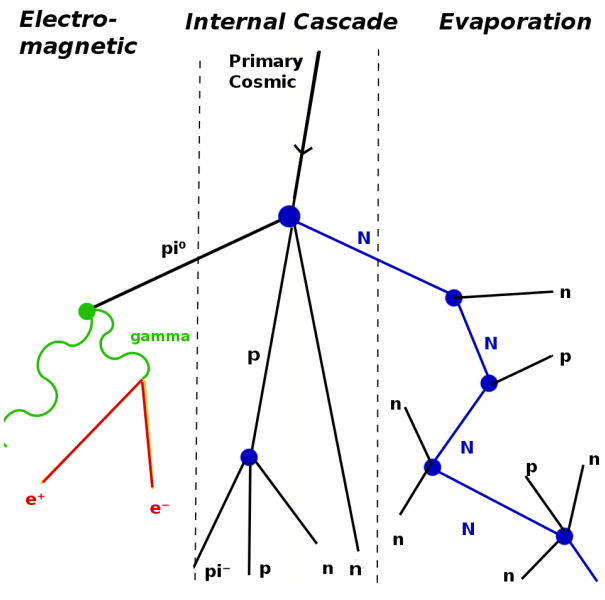 Electro-
magnetic
Internal Cascade
Evaporation
Primary
Cosmic
pi⁰
N
n
gamma
N
p
p
n
N
p
n
e⁺
e⁻
n
N
pi⁻
p
n
n
n